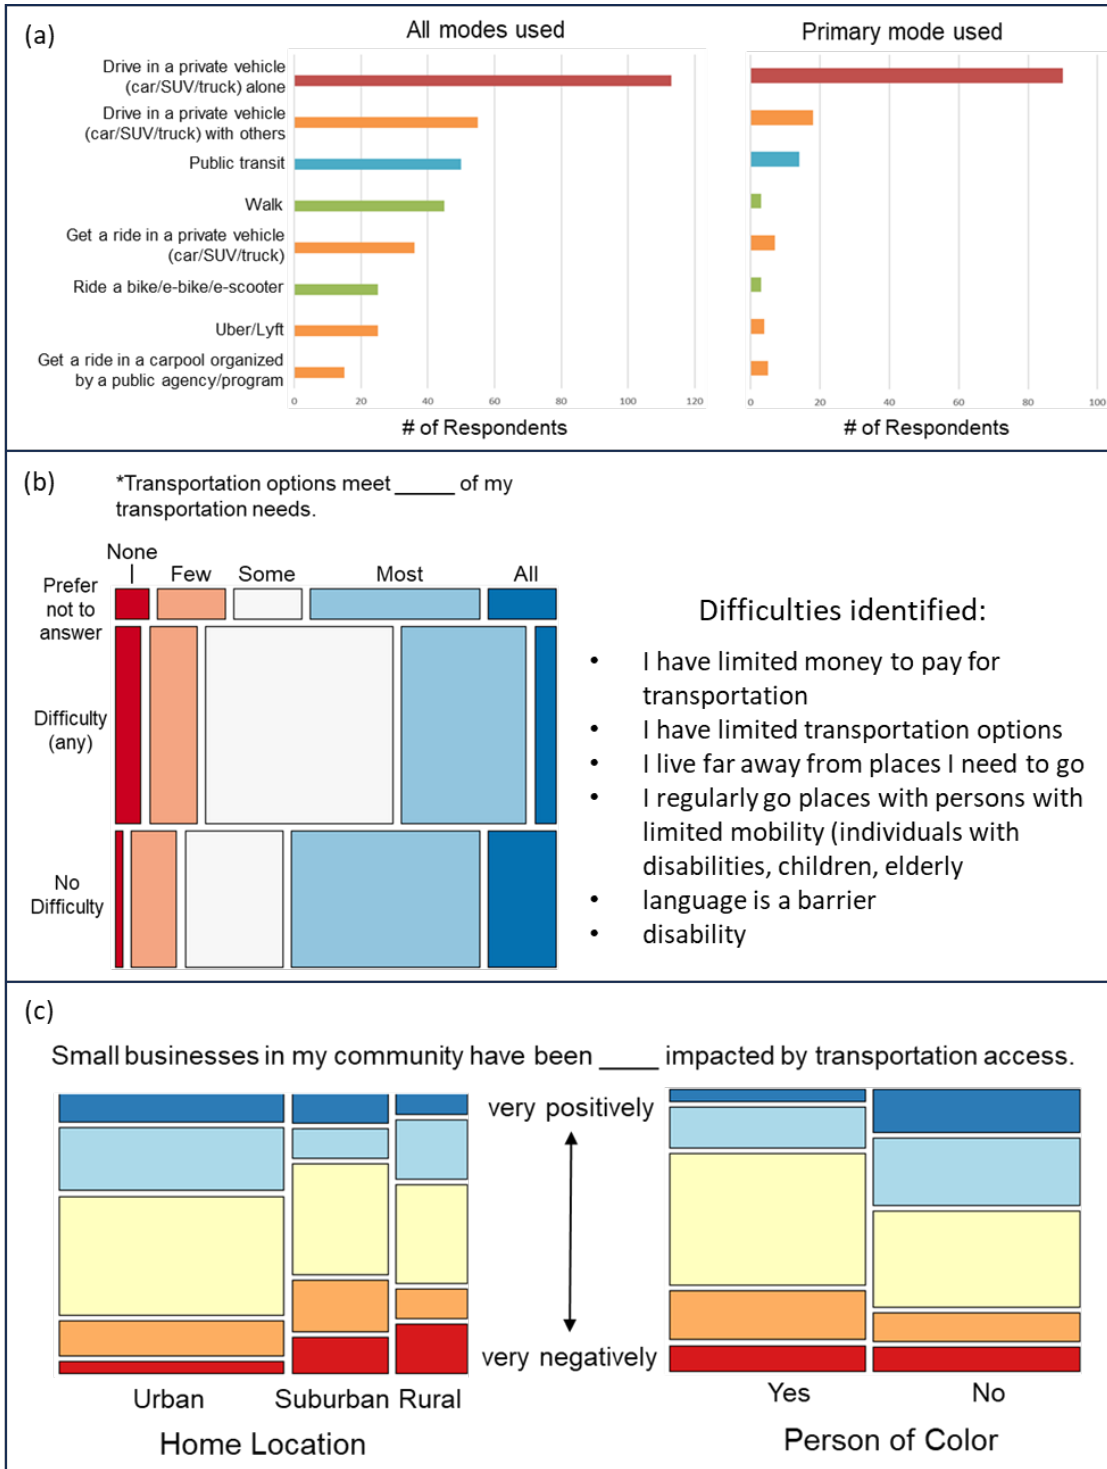 (a)
All modes used
Primary mode used
Drive in a private vehicle
(car/SUV/truck) alone
Drive in a private vehicle
(car/SUV/truck) with others
Public transit
Walk
Get a ride in a private vehicle
(car/SUV/truck)
Ride a bike/e-bike/e-scooter
Uber/Lyft
Get a ride in a carpool organized
by a public agency/program
0 20 40 60 80 100 120
0 20 40 60 80 100
# of Respondents
# of Respondents
(b)
*Transportation options meet _____ of my
transportation needs.
None
Few Some Most All
Prefer
not to
answer
Difficulty
(any)
No
Difficulty
Difficulties identified:
• I have limited money to pay for
transportation
• I have limited transportation options
• I live far away from places I need to go
• I regularly go places with persons with
limited mobility (individuals with
disabilities, children, elderly
• language is a barrier
• disability
(c)
Small businesses in my community have been ____ impacted by transportation access.
very positively
very negatively
Urban Suburban Rural
Home Location
Yes No
Person of Color